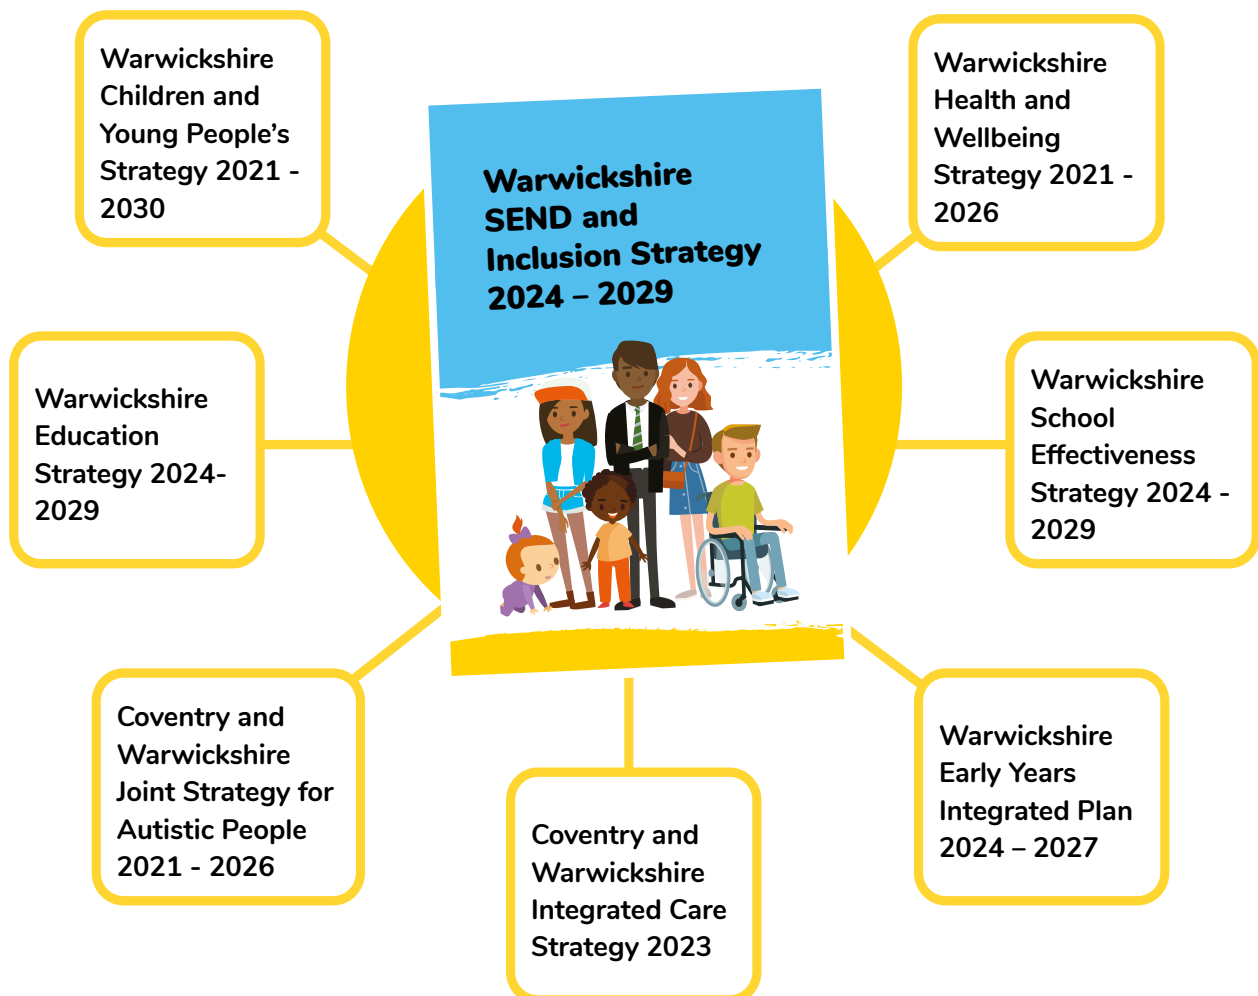 Warwickshire
Children and
Young People’s
Strategy 2021 -
2030
Warwickshire
SEND and
Inclusion Strategy
2024 – 2029
Warwickshire
Health and
Wellbeing
Strategy 2021 -
2026
Warwickshire
Education
Strategy 2024-
2029
Warwickshire
School
Effectiveness
Strategy 2024 -
2029
Coventry and
Warwickshire
Joint Strategy for
Autistic People
2021 - 2026
Coventry and
Warwickshire
Integrated Care
Strategy 2023
Warwickshire
Early Years
Integrated Plan
2024 – 2027